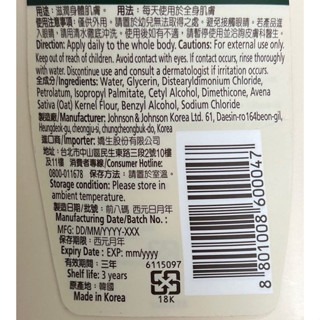 用途：滋潤身體肌膚。 用法：每天使用於全身肌膚
使用注意事項：僅供外用。請置於幼兒無法取得之處。避免接觸眼睛。若產品滋
入眼睛，請用清水徹底沖洗。使用後如有不適，請立即停止使用並洽詢皮膚科醫生。
Direction: Apply daily to the whole body. Cautions: For external use only.
Keep out of reach of children. Avoid contact with eyes. If contact occurs, rinse thoroughly
with water. Discontinue use and consult a dermatologist if irritation occurs.
全成分/Ingredients: Water, Glycerin, Distearyldimonium Chloride,
Petrolatum, Isopropyl Palmitate, Cetyl Alcohol, Dimethicone, Avena
Sativa (Oat) Kernel Flour, Benzyl Alcohol, Sodium Chloride
製造廠/Manufacturer: Johnson & Johnson Korea Ltd. 61, Daesin-ro164beon-gil,
Heungdeok-gu, cheongju-si, chungcheongbuk-do, Korea
進口商/Importer: 嬌生股份有限公司
地址：台北市中山區民生東路三段2號10樓
及11樓 消費者專線/Consumer Hotline:
0800-011678 保存方法：請置於室溫。
Storage condition: Please store in
ambient temperature.
製造日期/批號：前八碼 西元日月年
Manufacturing Date/Batch No.:
MFG: DD/MM/YYYY-XXX
保存期限：西元月年
Expiry Date : EXP: mm/yyyy
有效期間：三年
Shelf life: 3 years
原產地：韓國
Made in Korea
6115097
18K
8801008600047